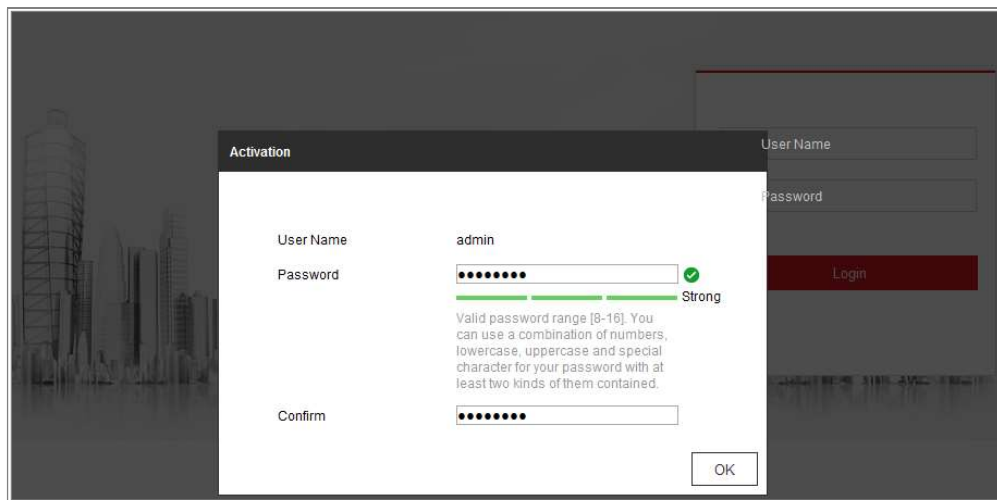 Activation
User Name
Password
Login
User Name admin
Password ●●●●●●●●
Strong
Valid password range [8-16]. You
can use a combination of numbers,
lowercase, uppercase and special
character for your password with at
least two kinds of them contained.
Confirm ●●●●●●●●
OK